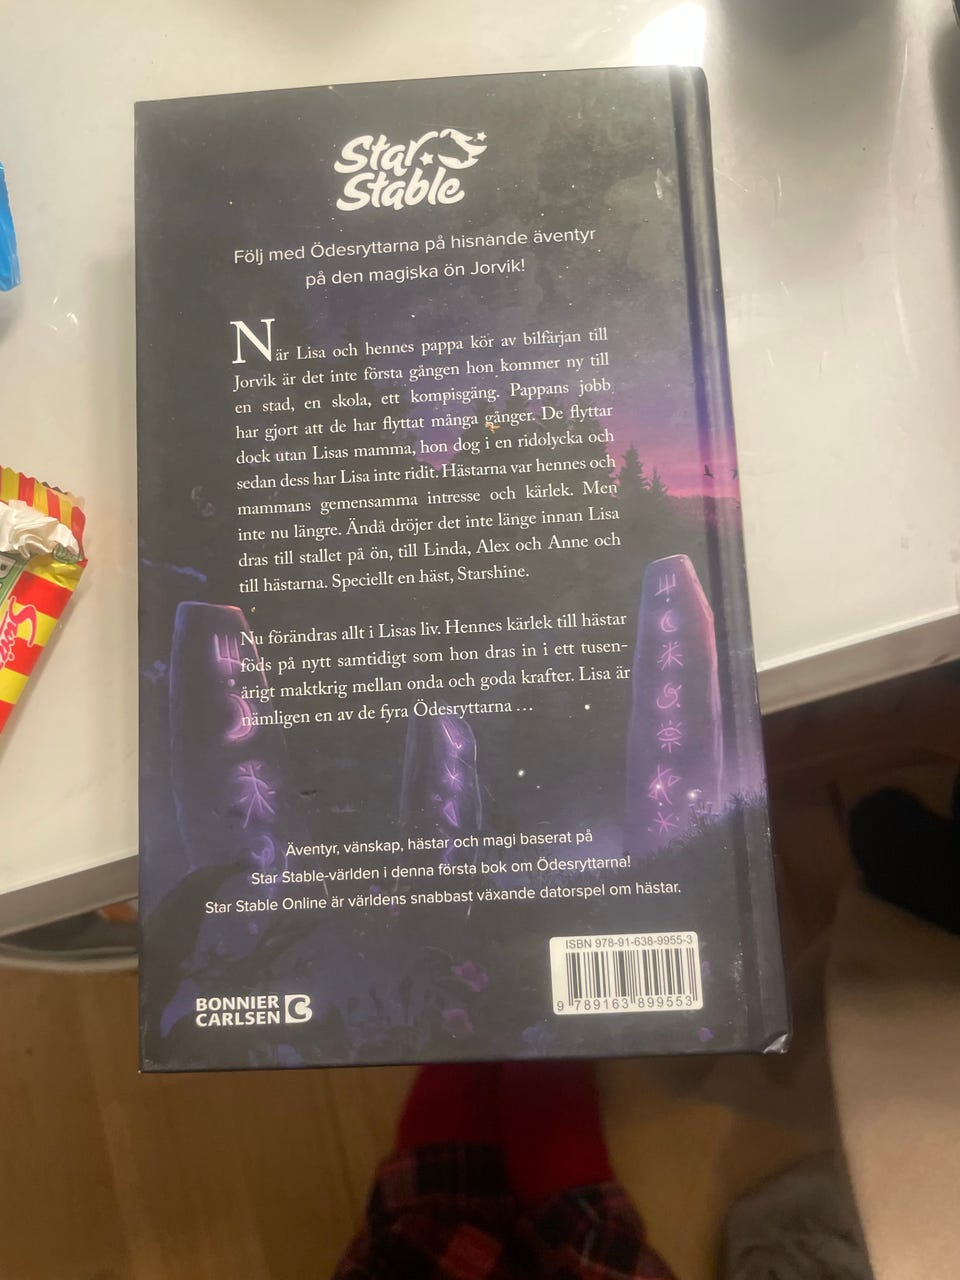 Star
Stable
Följ med Ödesryttarna på hisnande äventyr
på den magiska ön Jorvik!
När Lisa och hennes pappa kör av bilfärjan till
Jorvik är det inte första gången hon kommer ny till
en stad, en skola, ett kompisgäng. Pappans jobb
har gjort att de har flyttat många gånger. De flyttar
dock utan Lisas mamma, hon dog i en ridolycka och
sedan dess har Lisa inte ridit. Hästarna var hennes och
mammans gemensamma intresse och kärlek. Men
inte nu längre. Ändå dröjer det inte länge innan Lisa
dras till stallet på ön, till Linda, Alex och Anne och
till hästarna. Speciellt en häst, Starshine.
Nu förändras allt i Lisas liv. Hennes kärlek till hästar
föds på nytt samtidigt som hon dras in i ett tusen-
årigt maktkrig mellan onda och goda krafter. Lisa är
nämligen en av de fyra Ödesryttarna ...
Äventyr, vänskap, hästar och magi baserat på
Star Stable-världen i denna första bok om Ödesryttarna!
Star Stable Online är världens snabbast växande datorspel om hästar.
ISBN 978-91-638-9955-3
9 789163 899553
BONNIER
CARLSEN